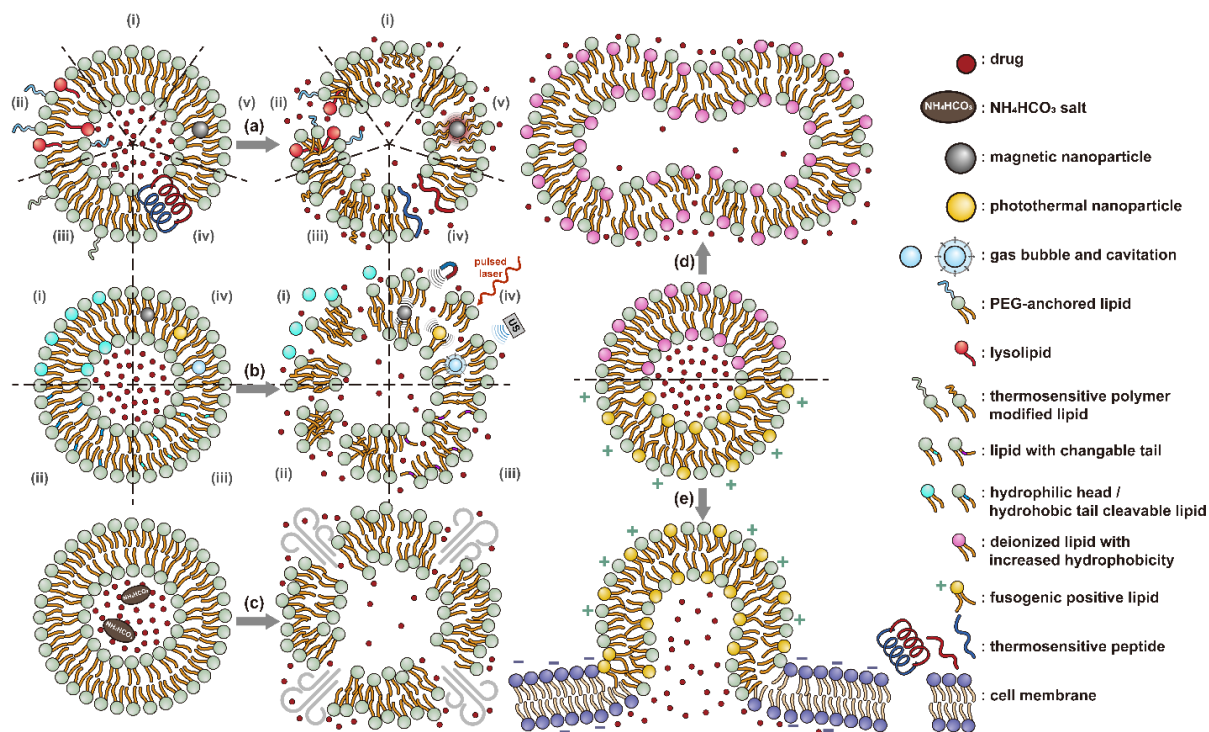 (i)
(ii)
(v)
(iii)
(iv)
(a)
(i)
(ii)
(v)
(iii)
(iv)
(d)
(i)
(iv)
(ii)
(iii)
(b)
(i)
pulsed
laser
(iv)
US
(ii)
(iii)
+ + + + + + + +
(e)
NH₄HCO₃
NH₄HCO₃
(c)
+ + + + + +
− − − − − −
: drug
NH₄HCO₃
: NH₄HCO₃ salt
: magnetic nanoparticle
: photothermal nanoparticle
: gas bubble and cavitation
: PEG-anchored lipid
: lysolipid
: thermosensitive polymer
modified lipid
: lipid with changable tail
: hydrophilic head /
hydrohobic tail cleavable lipid
: deionized lipid with
increased hydrophobicity
+
: fusogenic positive lipid
: thermosensitive peptide
: cell membrane